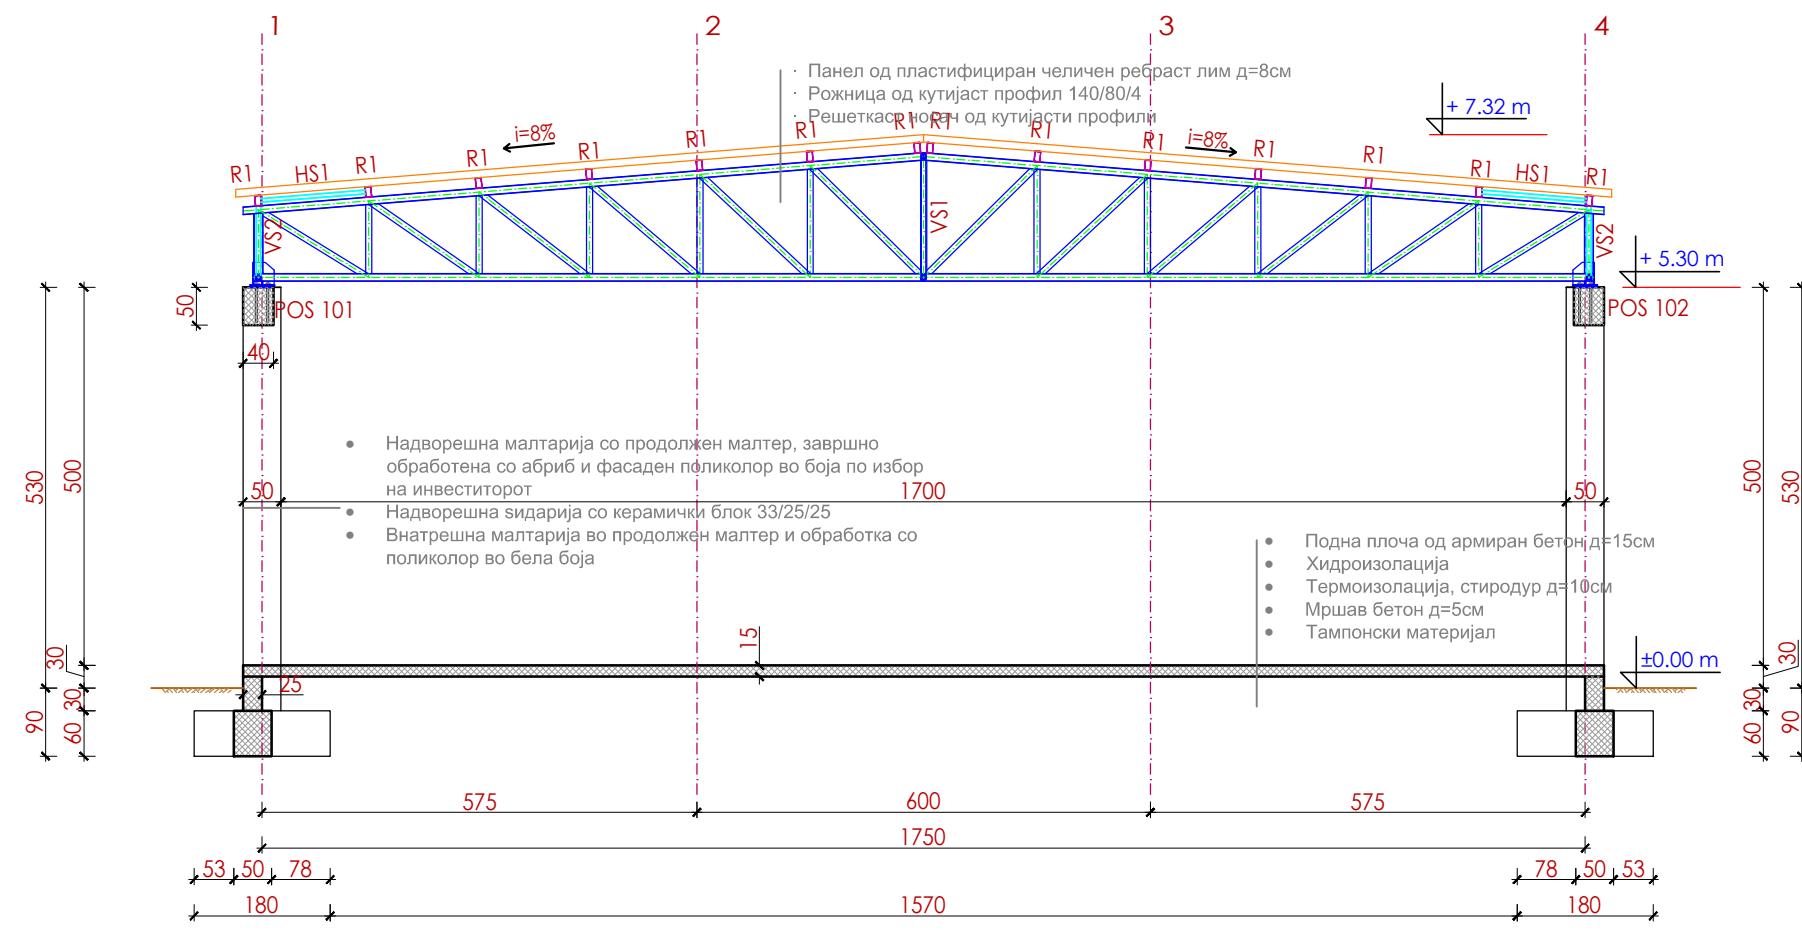 1
2
3
4
· Панел од пластифициран челичен ребраст лим д=8см
· Рожница од кутијаст профил 140/80/4
· Решеткаст носач од кутијасти профили
+ 7.32 m
i=8%
i=8%
R1
HS1
R1
R1
R1
R1
R1
R1
R1
R1
R1
R1
R1
R1
HS1
R1
VS2
VS1
VS2
+ 5.30 m
50
POS 101
POS 102
40
530
500
500
530
● Надворешна малтарија со продолжен малтер, завршно
обработена со абриб и фасаден поликолор во боја по избор
на инвеститорот
50
1700
50
● Надворешна ѕидарија со керамички блок 33/25/25
● Внатрешна малтарија во продолжен малтер и обработка со
поликолор во бела боја
● Подна плоча од армиран бетон д=15см
● Хидроизолација
● Термоизолација, стиродур д=10см
● Мршав бетон д=5см
● Тампонски материјал
15
30
30
±0.00 m
25
90
30
60
30
60
90
575
600
575
1750
53
50
78
78
50
53
180
1570
180